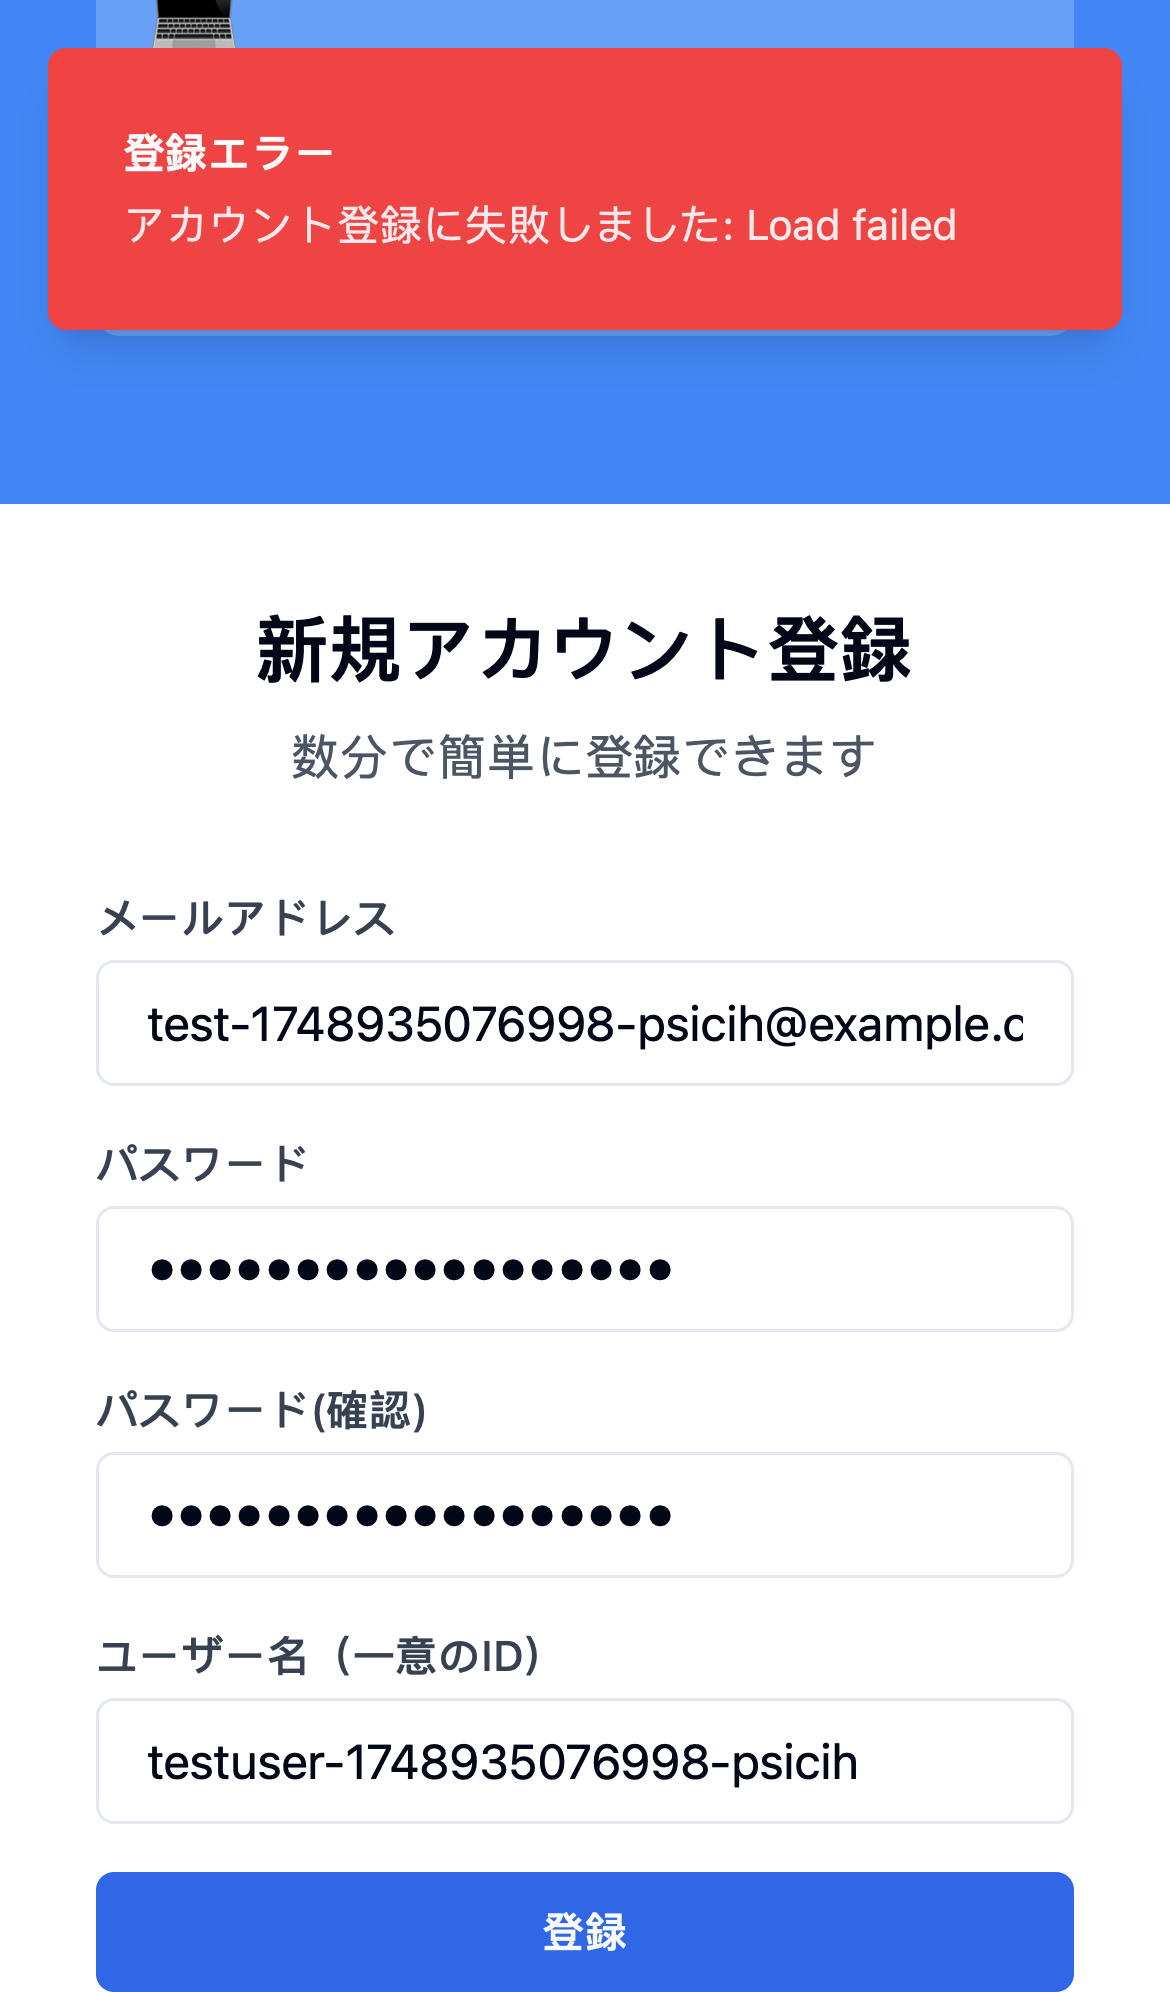 登録エラー
アカウント登録に失敗しました: Load failed
新規アカウント登録
数分で簡単に登録できます
メールアドレス
test-1748935076998-psicih@example.c
パスワード
●●●●●●●●●●●●●●●●●●
パスワード(確認)
●●●●●●●●●●●●●●●●●●
ユーザー名（一意のID）
testuser-1748935076998-psicih
登録